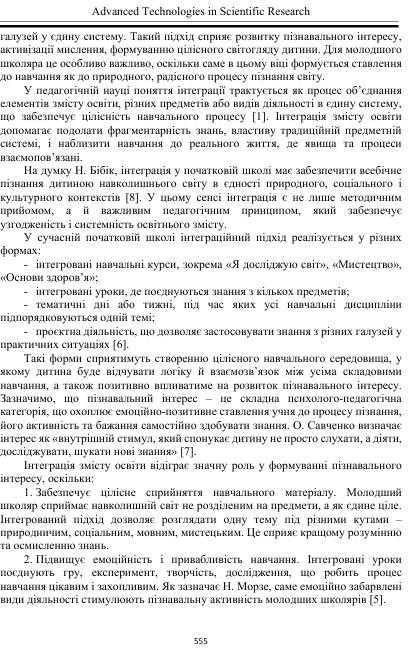 Advanced Technologies in Scientific Research
галузей у єдину систему. Такий підхід сприяє розвитку пізнавального інтересу,
активізації мислення, формуванню цілісного світогляду дитини. Для молодшого
школяра це особливо важливо, оскільки саме в цьому віці формується ставлення
до навчання як до природного, радісного процесу пізнання світу.
У педагогічній науці поняття інтеграції трактується як процес об’єднання
елементів змісту освіти, різних предметів або видів діяльності в єдину систему,
що забезпечує цілісність навчального процесу [1]. Інтеграція змісту освіти
допомагає подолати фрагментарність знань, властиву традиційній предметній
системі, і наблизити навчання до реального життя, де явища та процеси
взаємопов’язані.
На думку Н. Бібік, інтеграція у початковій школі має забезпечити всебічне
пізнання дитиною навколишнього світу в єдності природного, соціального і
культурного контекстів [8]. У цьому сенсі інтеграція є не лише методичним
прийомом, а й важливим педагогічним принципом, який забезпечує
узгодженість і системність освітнього змісту.
У сучасній початковій школі інтеграційний підхід реалізується у різних
формах:
- інтегровані навчальні курси, зокрема «Я досліджую світ», «Мистецтво»,
«Основи здоров’я»;
- інтегровані уроки, де поєднуються знання з кількох предметів;
- тематичні дні або тижні, під час яких усі навчальні дисципліни
підпорядковуються одній темі;
- проєктна діяльність, що дозволяє застосовувати знання з різних галузей у
практичних ситуаціях [6].
Такі форми сприятимуть створенню цілісного навчального середовища, у
якому дитина буде відчувати логіку й взаємозв’язок між усіма складовими
навчання, а також позитивно впливатиме на розвиток пізнавального інтересу.
Зазначимо, що пізнавальний інтерес – це складна психолого-педагогічна
категорія, що охоплює емоційно-позитивне ставлення учня до процесу пізнання,
його активність та бажання самостійно здобувати знання. О. Савченко визначає
інтерес як «внутрішній стимул, який спонукає дитину не просто слухати, а діяти,
досліджувати, шукати нові знання» [7].
Інтеграція змісту освіти відіграє значну роль у формуванні пізнавального
інтересу, оскільки:
1. Забезпечує цілісне сприйняття навчального матеріалу. Молодший
школяр сприймає навколишній світ не розділеним на предмети, а як єдине ціле.
Інтегрований підхід дозволяє розглядати одну тему під різними кутами –
природничим, соціальним, мовним, мистецьким. Це сприяє кращому розумінню
та осмисленню знань.
2. Підвищує емоційність і привабливість навчання. Інтегровані уроки
поєднують гру, експеримент, творчість, дослідження, що робить процес
навчання цікавим і захопливим. Як зазначає Н. Морзе, саме емоційно забарвлені
види діяльності стимулюють пізнавальну активність молодших школярів [5].
555